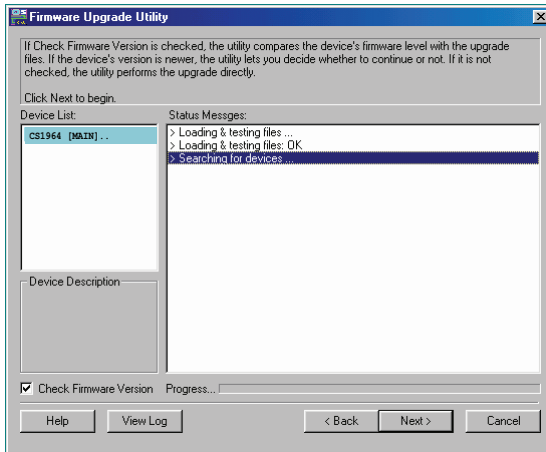 Firmware Upgrade Utility
If Check Firmware Version is checked, the utility compares the device's firmware level with the upgrade
files. If the device's version is newer, the utility lets you decide whether to continue or not. If it is not
checked, the utility performs the upgrade directly.
Click Next to begin.
Device List:
Status Messges:
CS1964 [MAIN]..
> Loading & testing files ...
> Loading & testing files: OK
> Searching for devices ...
Device Description
Check Firmware Version
Progress...
Help
View Log
< Back
Next >
Cancel